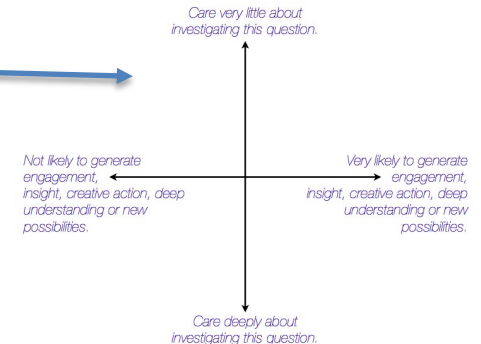 Care very little about
investigating this question.
Not likely to generate
engagement,
insight, creative action, deep
understanding or new
possibilities.
Very likely to generate
engagement,
insight, creative action, deep
understanding or new
possibilities.
Care deeply about
investigating this question.